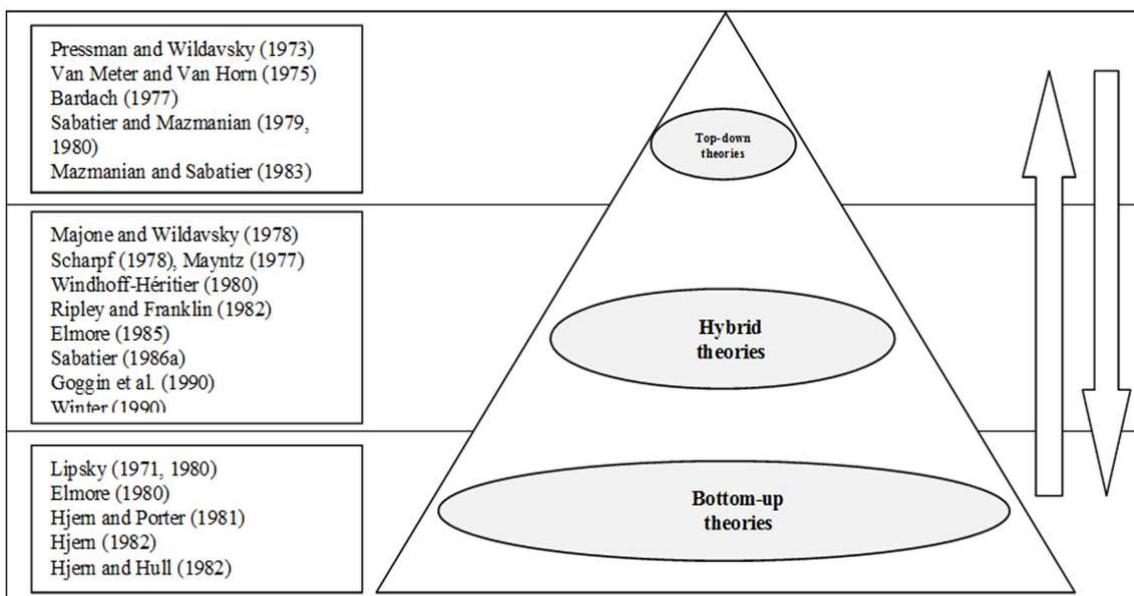 Pressman and Wildavsky (1973)
Van Meter and Van Horn (1975)
Bardach (1977)
Sabatier and Mazmanian (1979,
1980)
Mazmanian and Sabatier (1983)
Top-down
theories
Majone and Wildavsky (1978)
Scharpf (1978), Mayntz (1977)
Windhoff-Héritier (1980)
Ripley and Franklin (1982)
Elmore (1985)
Sabatier (1986a)
Goggin et al. (1990)
Winter (1990)
Hybrid
theories
Lipsky (1971, 1980)
Elmore (1980)
Hjern and Porter (1981)
Hjern (1982)
Hjern and Hull (1982)
Bottom-up
theories